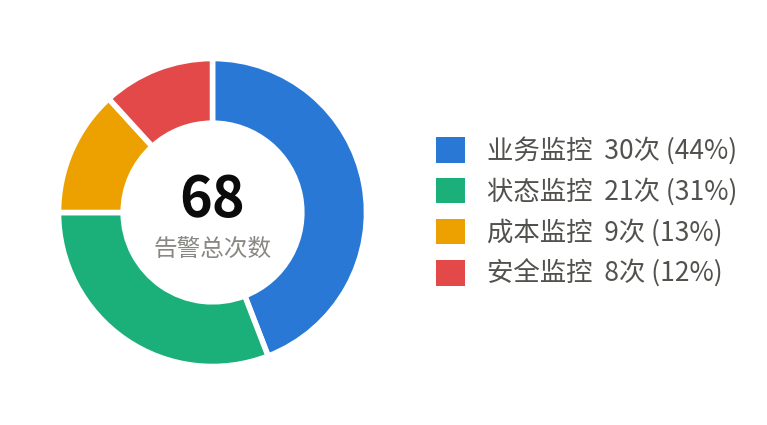 68
告警总次数
业务监控 30次 (44%)
状态监控 21次 (31%)
成本监控 9次 (13%)
安全监控 8次 (12%)